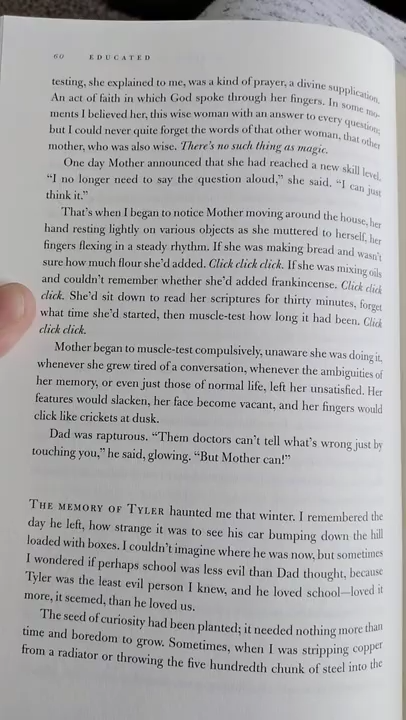 60 EDUCATED
testing, she explained to me, was a kind of prayer, a divine supplication.
An act of faith in which God spoke through her fingers. In some mo-
ments I believed her, this wise woman with an answer to every question;
but I could never quite forget the words of that other woman, that other
mother, who was also wise. There's no such thing as magic.
One day Mother announced that she had reached a new skill level.
"I no longer need to say the question aloud," she said. "I can just
think it."
That's when I began to notice Mother moving around the house, her
hand resting lightly on various objects as she muttered to herself, her
fingers flexing in a steady rhythm. If she was making bread and wasn't
sure how much flour she'd added. Click click click. If she was mixing oils
and couldn't remember whether she'd added frankincense. Click click
click. She'd sit down to read her scriptures for thirty minutes, forget
what time she'd started, then muscle-test how long it had been. Click
click click.
Mother began to muscle-test compulsively, unaware she was doing it,
whenever she grew tired of a conversation, whenever the ambiguities of
her memory, or even just those of normal life, left her unsatisfied. Her
features would slacken, her face become vacant, and her fingers would
click like crickets at dusk.
Dad was rapturous. "Them doctors can't tell what's wrong just by
touching you," he said, glowing. "But Mother can!"
THE MEMORY OF TYLER haunted me that winter. I remembered the
day he left, how strange it was to see his car bumping down the hill
loaded with boxes. I couldn't imagine where he was now, but sometimes
I wondered if perhaps school was less evil than Dad thought, because
Tyler was the least evil person I knew, and he loved school—loved it
more, it seemed, than he loved us.
The seed of curiosity had been planted; it needed nothing more than
time and boredom to grow. Sometimes, when I was stripping copper
from a radiator or throwing the five hundredth chunk of steel into the